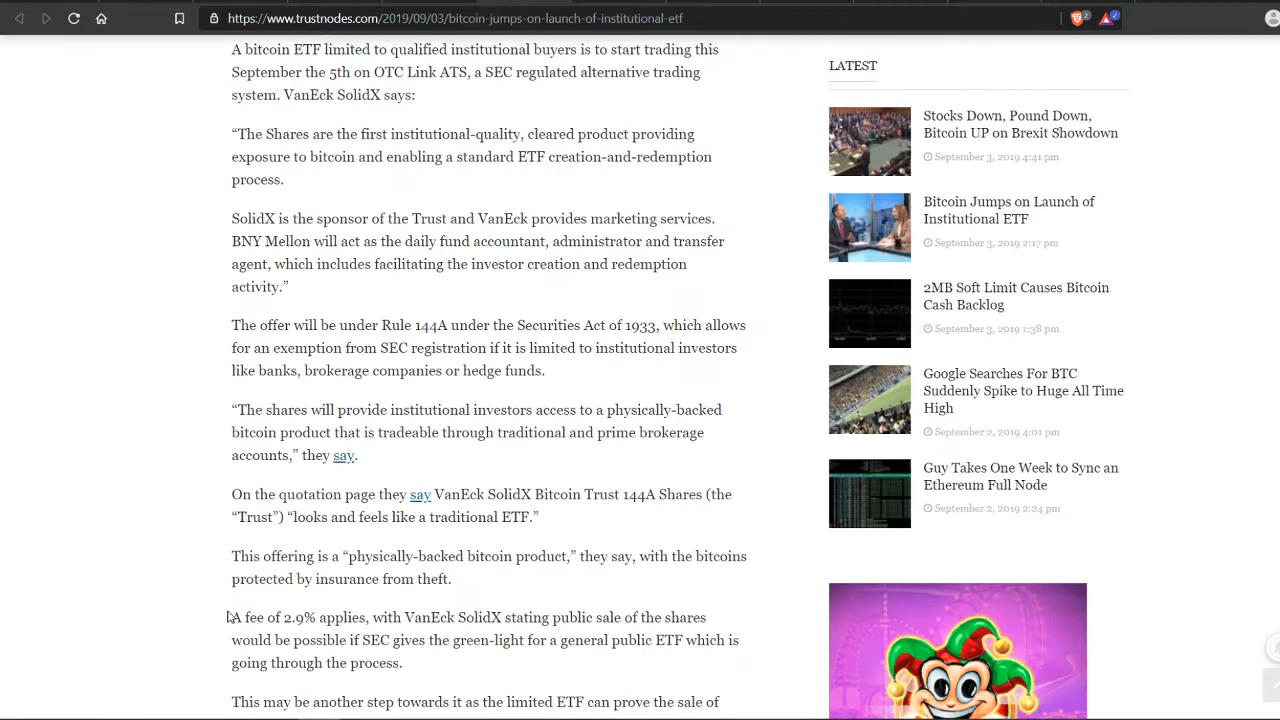 https://www.trustnodes.com/2019/09/03/bitcoin-jumps-on-launch-of-institutional-etf
2
A bitcoin ETF limited to qualified institutional buyers is to start trading this
September the 5th on OTC Link ATS, a SEC regulated alternative trading
system. VanEck SolidX says:
“The Shares are the first institutional-quality, cleared product providing
exposure to bitcoin and enabling a standard ETF creation-and-redemption
process.
SolidX is the sponsor of the Trust and VanEck provides marketing services.
BNY Mellon will act as the daily fund accountant, administrator and transfer
agent, which includes facilitating the investor creation and redemption
activity.”
The offer will be under Rule 144A under the Securities Act of 1933, which allows
for an exemption from SEC registration if it is limited to institutional investors
like banks, brokerage companies or hedge funds.
“The shares will provide institutional investors access to a physically-backed
bitcoin product that is tradeable through traditional and prime brokerage
accounts,” they say.
On the quotation page they say VanEck SolidX Bitcoin Trust 144A Shares (the
“Trust”) “looks and feels like a traditional ETF.”
This offering is a “physically-backed bitcoin product,” they say, with the bitcoins
protected by insurance from theft.
A fee of 2.9% applies, with VanEck SolidX stating public sale of the shares
would be possible if SEC gives the green-light for a general public ETF which is
going through the process.
This may be another step towards it as the limited ETF can prove the sale of
LATEST
Stocks Down, Pound Down,
Bitcoin UP on Brexit Showdown
September 3, 2019 4:41 pm
Bitcoin Jumps on Launch of
Institutional ETF
September 3, 2019 2:17 pm
2MB Soft Limit Causes Bitcoin
Cash Backlog
September 3, 2019 1:38 pm
Google Searches For BTC
Suddenly Spike to Huge All Time
High
September 2, 2019 4:01 pm
Guy Takes One Week to Sync an
Ethereum Full Node
September 2, 2019 2:24 pm